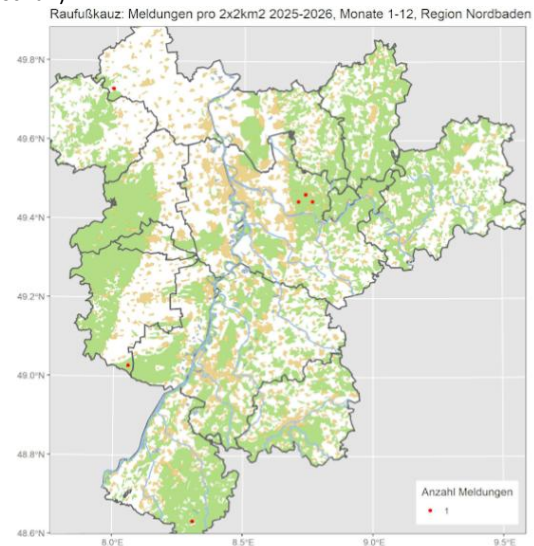 Raufußkauz: Meldungen pro 2x2km2 2025-2026, Monate 1-12, Region Nordbaden
49.8°N
49.6°N
49.4°N
49.2°N
49.0°N
48.8°N
48.6°N
8.0°E
8.5°E
9.0°E
9.5°E
Anzahl Meldungen
1